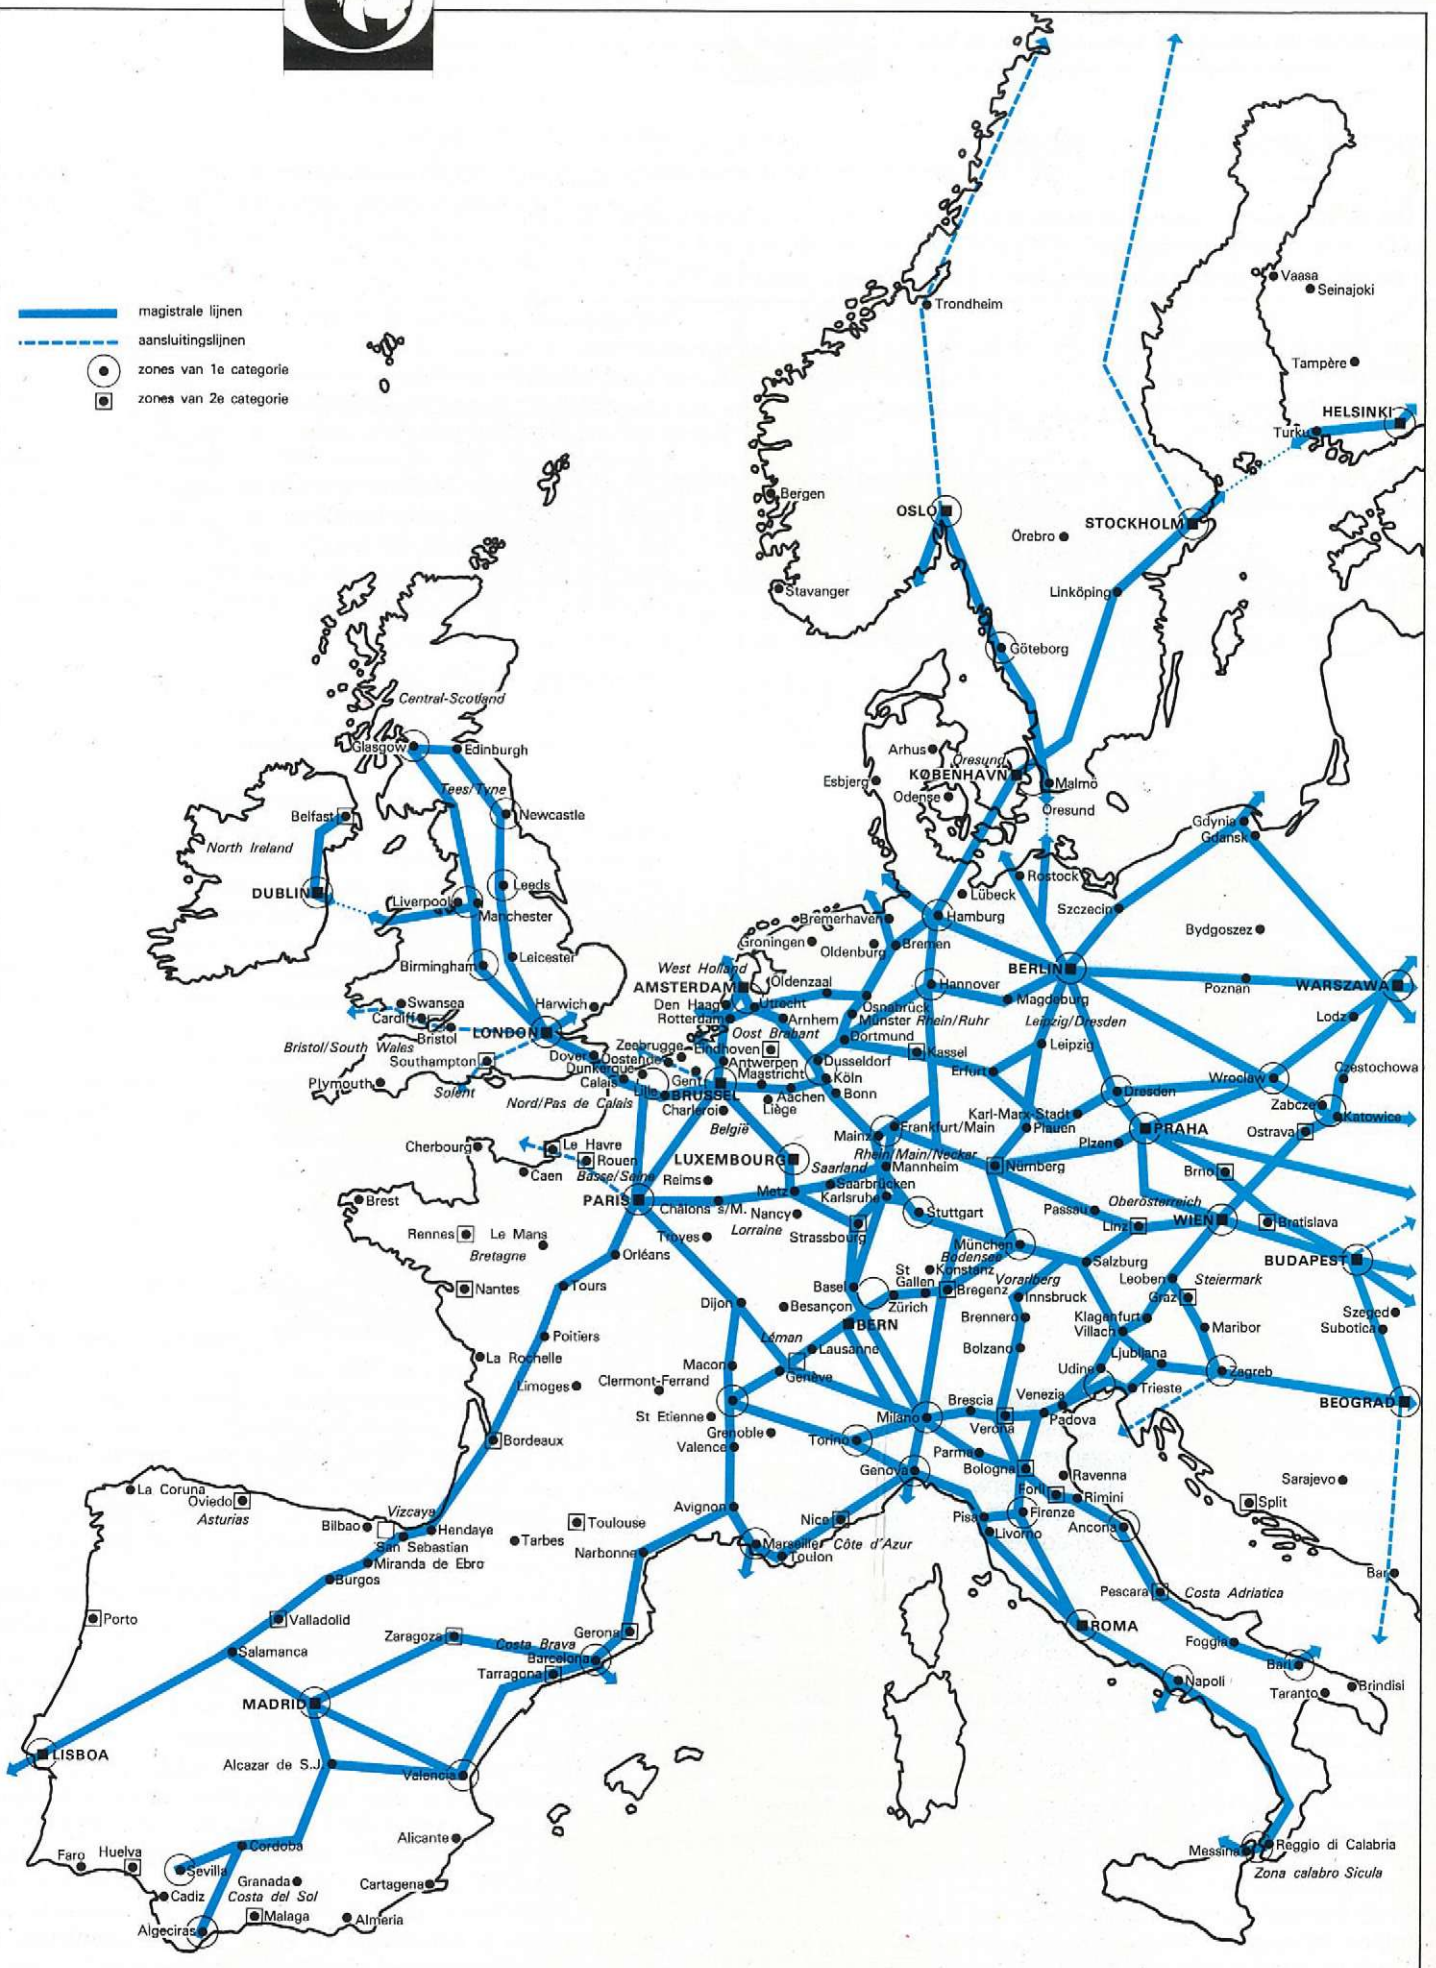 magistrale lijnen
aansluitingslijnen
zones van 1e categorie
zones van 2e categorie
Trondheim
Vaasa
Seinajoki
Tampère
HELSINKI
Turku
Bergen
OSLO
Örebro
STOCKHOLM
Stavanger
Linköping
Göteborg
Central-Scotland
Glasgow
Edinburgh
Arhus
Öresund
KØBENHAVN
Malmö
Esbjerg
Odense
Öresund
Tees/Tyne
Belfast
Newcastle
North Ireland
Gdynia
Gdansk
DUBLIN
Liverpool
Leeds
Manchester
Rostock
Lübeck
Szczecin
Bremerhaven
Hamburg
Bydgoszez
Groningen
Oldenburg
Bremen
Birmingham
Leicester
West Holland
AMSTERDAM
Oldenzaal
BERLIN
Hannover
Poznan
WARSZAWA
Swansea
Harwich
Den Haag
Utrecht
Osnabrück
Magdeburg
Cardiff
Bristol
LONDON
Rotterdam
Arnhem
Münster
Rhein/Ruhr
Leipzig/Dresden
Lodz
Oost Brabant
Dortmund
Bristol/South Wales
Southampton
Zeebrugge
Eindhoven
Kassel
Leipzig
Dover
Oostende
Antwerpen
Dusseldorf
Plymouth
Dunkerque
Calais
Gent
Maastricht
Köln
Erfurt
Wroclaw
Czestochowa
Solent
Lille
BRUSSEL
Aachen
Bonn
Dresden
Nord/Pas de Calais
Charleroi
Liège
Karl-Marx-Stadt
Zabcze
Katowice
België
Mainz
Frankfurt/Main
Plauen
PRAHA
Ostrava
Cherbourg
Le Havre
Rouen
LUXEMBOURG
Rhein/Main/Neckar
Plzen
Caen
Basse/Seine
Reims
Saarland
Mannheim
Nürnberg
Brno
Brest
PARIS
Metz
Saarbrücken
Karlsruhe
Oberösterreich
Châlons s/M.
Nancy
Stuttgart
Passau
Linz
WIEN
Bratislava
Rennes
Le Mans
Lorraine
Strassbourg
Bretagne
Troyes
München
Orléans
Bodensee
Salzburg
BUDAPEST
Nantes
Tours
Basel
St Gallen
Konstanz
Vorarlberg
Leoben
Steiermark
Zürich
Bregenz
Innsbruck
Graz
Dijon
Besançon
BERN
Brennero
Klagenfurt
Villach
Maribor
Szeged
Subotica
Poitiers
Léman
Lausanne
Bolzano
Ljubljana
La Rochelle
Macon
Genève
Udine
Zagreb
Limoges
Clermont-Ferrand
Trieste
St Etienne
Brescia
Venezia
BEOGRAD
Grenoble
Milano
Verona
Padova
Bordeaux
Valence
Torino
Parma
Genova
Bologna
Ravenna
Sarajevo
La Coruna
Oviedo
Asturias
Vizcaya
Avignon
Forlì
Rimini
Split
Bilbao
Hendaye
Toulouse
Nice
Pisa
Firenze
Ancona
San Sebastian
Tarbes
Marseille
Côte d'Azur
Livorno
Miranda de Ebro
Narbonne
Toulon
Burgos
Bar
Pescara
Costa Adriatica
Porto
Valladolid
Zaragoza
Gerona
ROMA
Salamanca
Costa Brava
Barcelona
Foggia
Tarragona
Bari
MADRID
Napoli
Taranto
Brindisi
LISBOA
Alcazar de S.J.
Valencia
Cordoba
Alicante
Faro
Huelva
Sevilla
Messina
Reggio di Calabria
Granada
Cartagena
Zona calabro Sicula
Cadiz
Costa del Sol
Malaga
Almeria
Algeciras